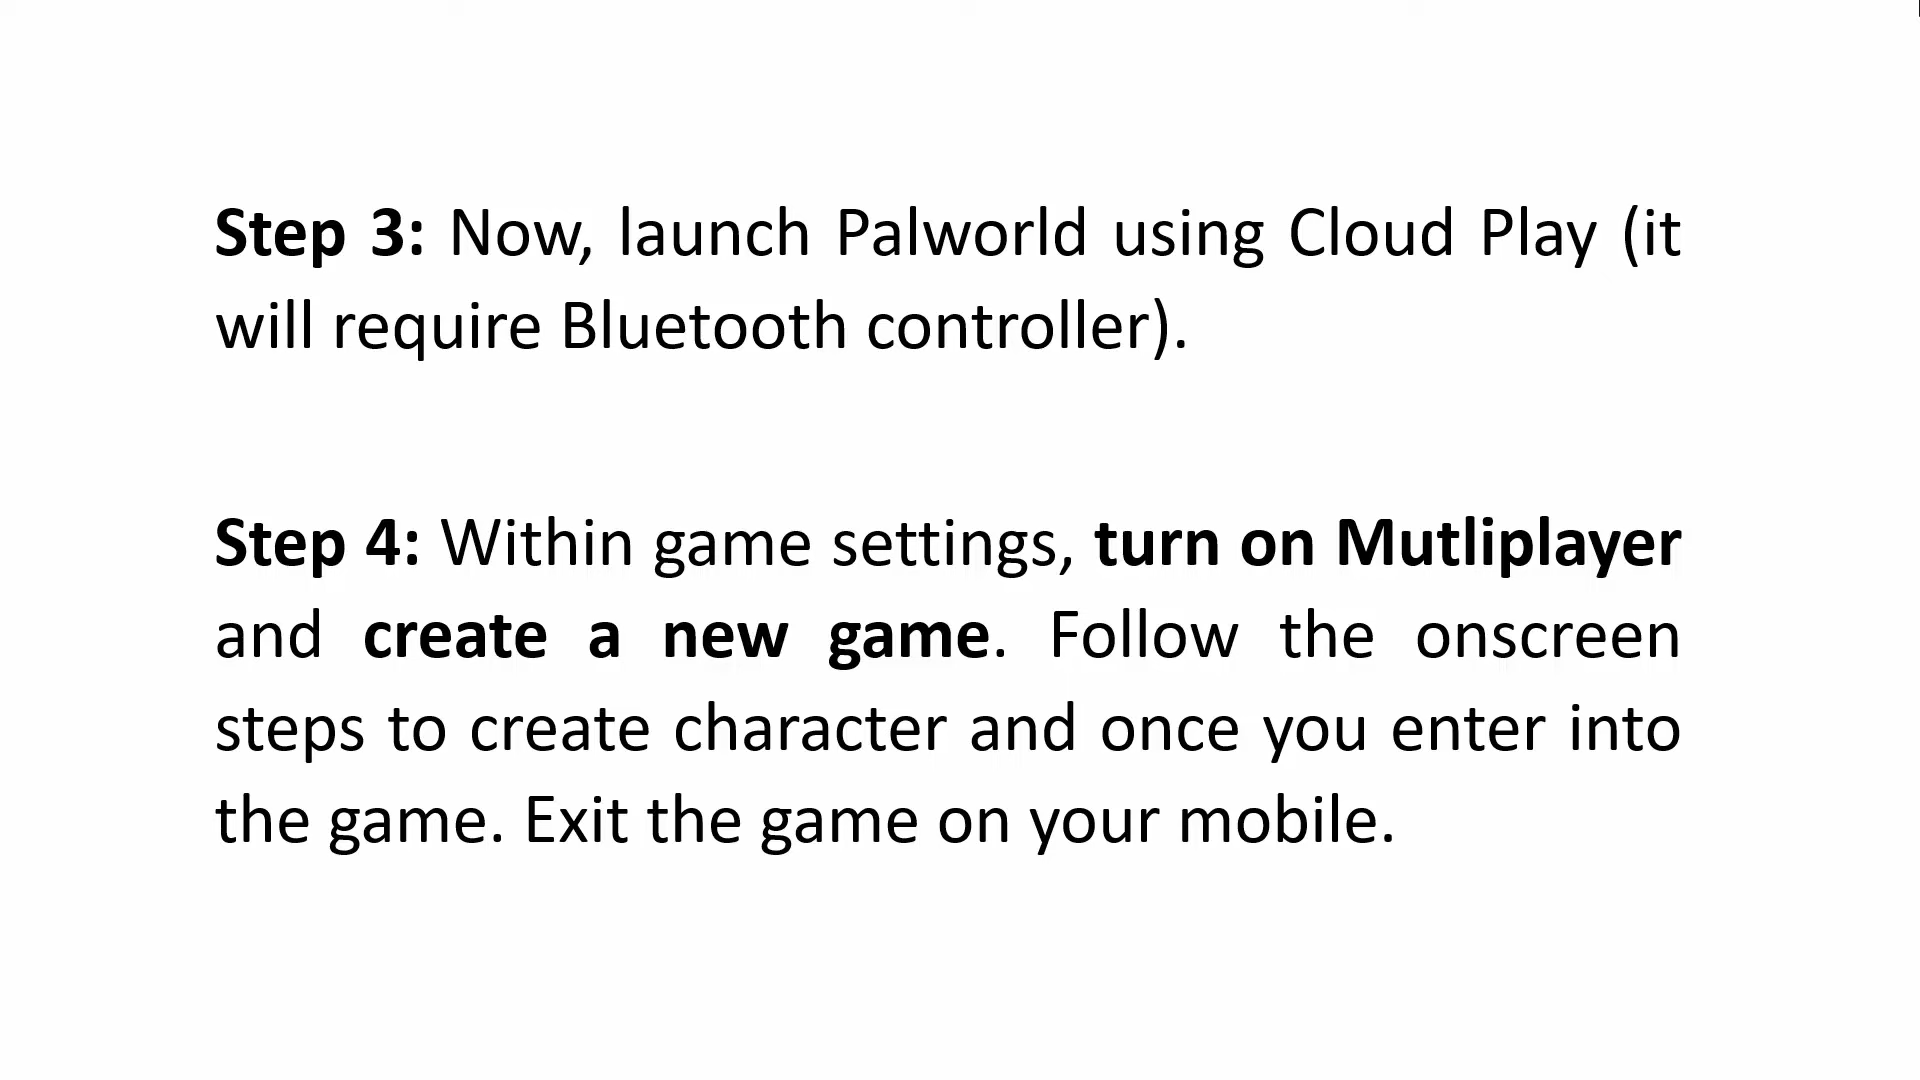 Step 3: Now, launch Palworld using Cloud Play (it
will require Bluetooth controller).
Step 4: Within game settings, turn on Mutliplayer
and create a new game. Follow the onscreen
steps to create character and once you enter into
the game. Exit the game on your mobile.